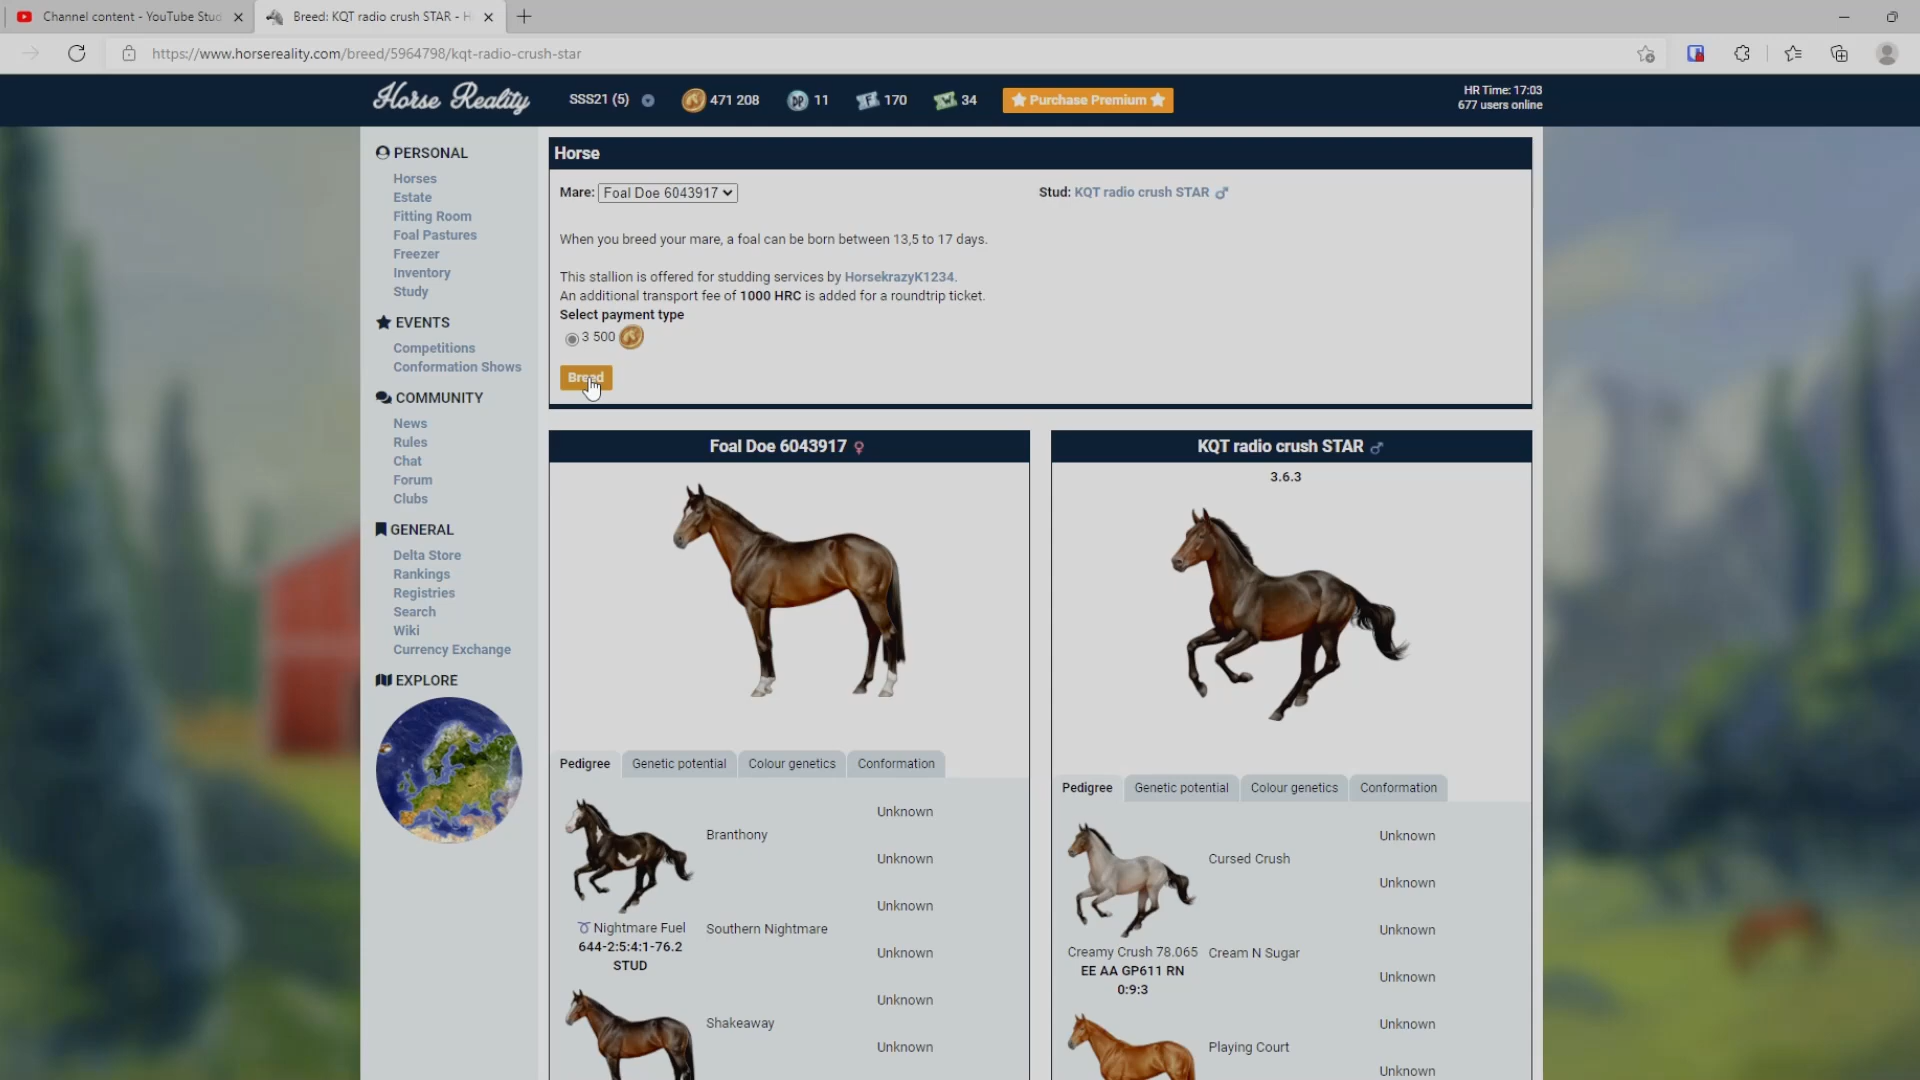 Channel content - YouTube Stud
Breed: KQT radio crush STAR - H
https://www.horsereality.com/breed/5964798/kqt-radio-crush-star
Horse Reality
SSS21 (5)
471 208
DP 11
170
34
Purchase Premium
HR Time: 17:03
677 users online
PERSONAL
Horses
Estate
Fitting Room
Foal Pastures
Freezer
Inventory
Study
EVENTS
Competitions
Conformation Shows
COMMUNITY
News
Rules
Chat
Forum
Clubs
GENERAL
Delta Store
Rankings
Registries
Search
Wiki
Currency Exchange
EXPLORE
Horse
Mare: Foal Doe 6043917
Stud: KQT radio crush STAR
When you breed your mare, a foal can be born between 13,5 to 17 days.
This stallion is offered for studding services by HorsekrazyK1234.
An additional transport fee of 1000 HRC is added for a roundtrip ticket.
Select payment type
3 500
Breed
Foal Doe 6043917
Pedigree Genetic potential Colour genetics Conformation
Unknown
Branthony
Unknown
Unknown
Nightmare Fuel
Southern Nightmare
644-2:5:4:1-76.2
Unknown
STUD
Unknown
Shakeaway
Unknown
KQT radio crush STAR
3.6.3
Pedigree Genetic potential Colour genetics Conformation
Unknown
Cursed Crush
Unknown
Unknown
Creamy Crush 78.065
Cream N Sugar
EE AA GP611 RN
Unknown
0:9:3
Unknown
Playing Court
Unknown